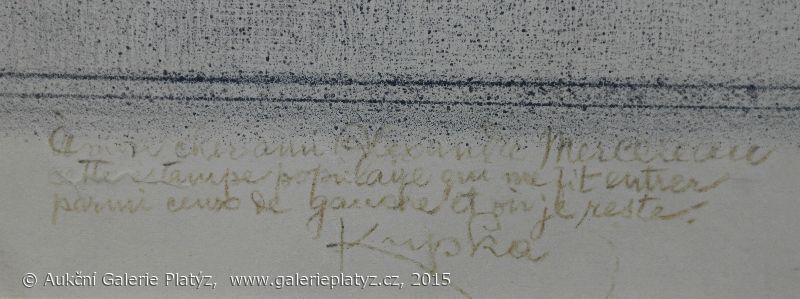 A mon cher ami Alexandre Mercereau
cette estampe populaire qui me fit entrer
parmi ceux de gauche et où je reste.
Kupka
© Aukční Galerie Platýz, www.galerieplatyz.cz, 2015